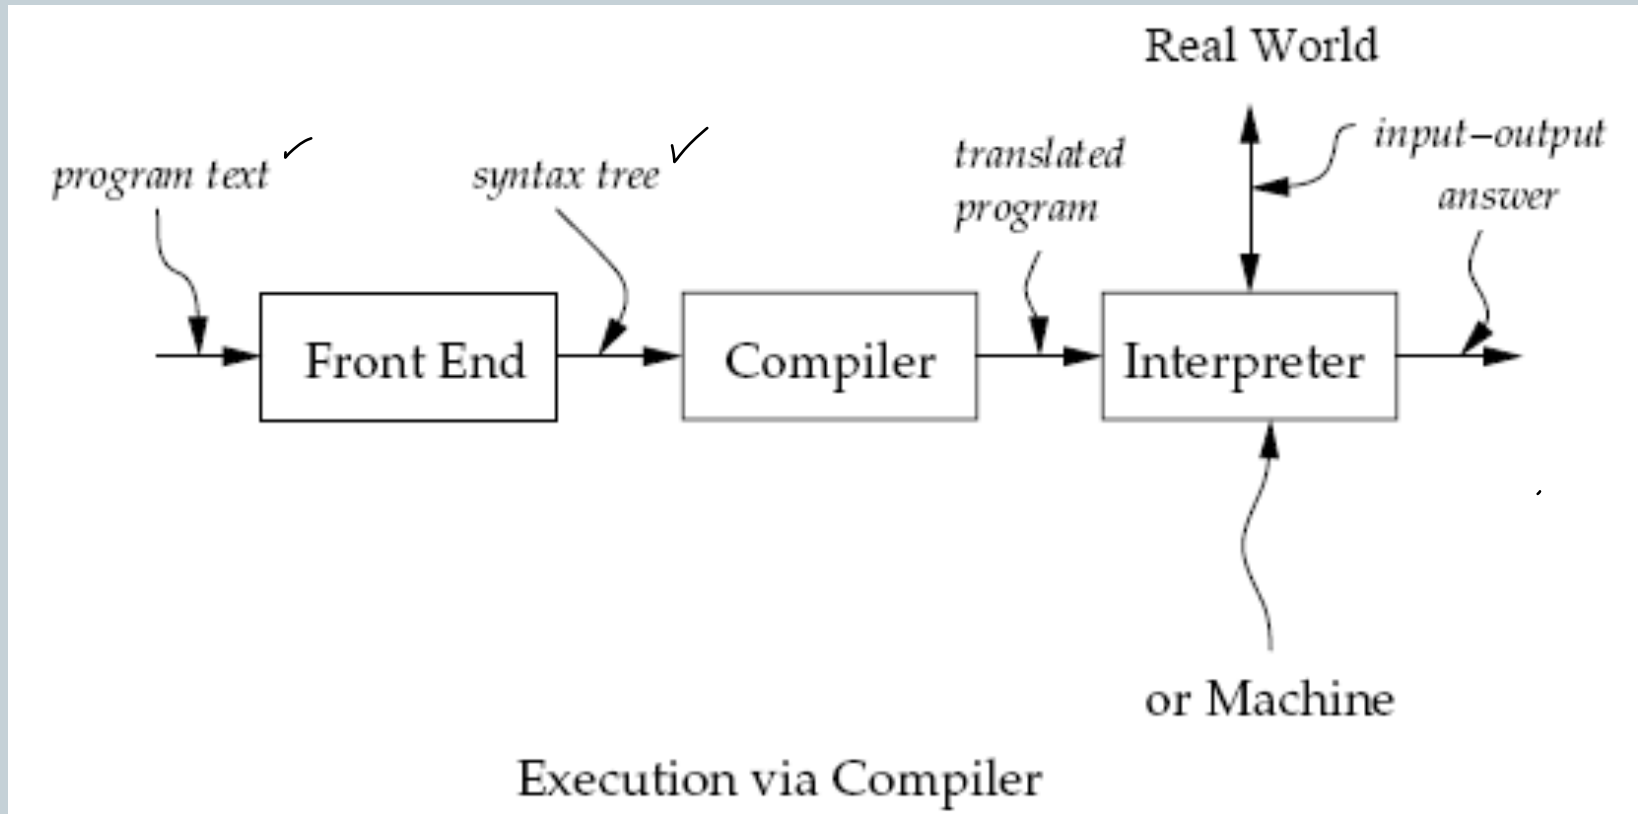 Real World
program text
syntax tree
translated
program
input–output
answer
Front End
Compiler
Interpreter
or Machine
Execution via Compiler